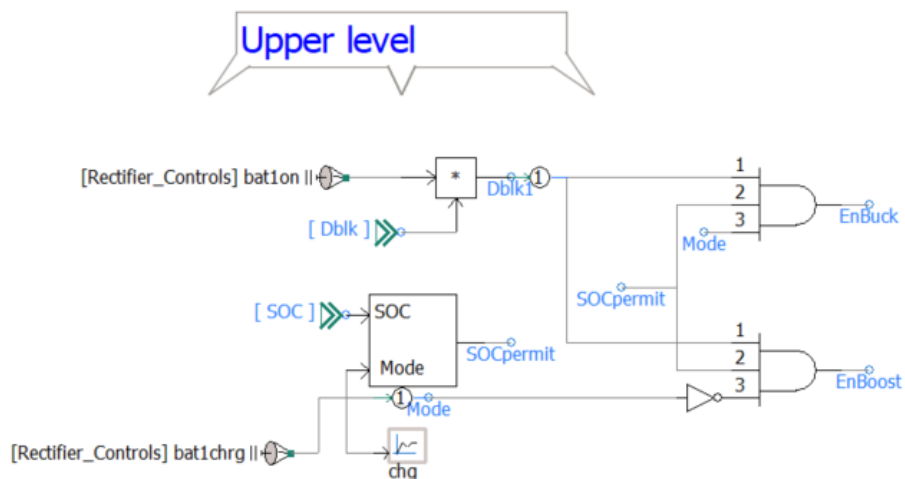 Upper level
[Rectifier_Controls] bat1on
*
Dblk1
1
[ Dblk ]
1
2
3
Mode
EnBuck
SOCpermit
[ SOC ]
SOC
Mode
SOCpermit
1
2
3
EnBoost
1
Mode
[Rectifier_Controls] bat1chrg
chg